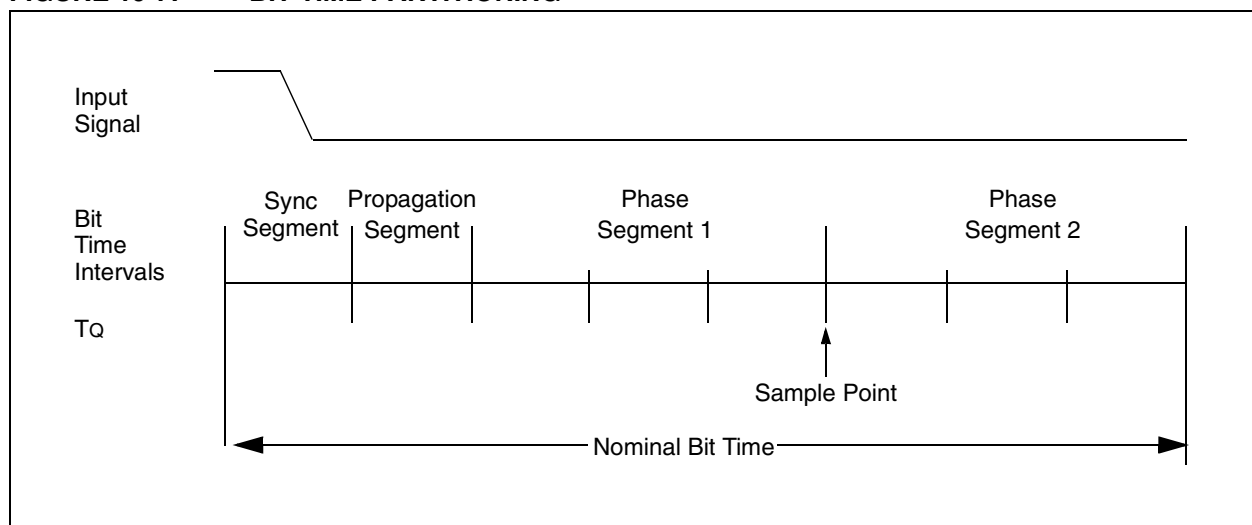 Input
Signal
Sync
Segment
Propagation
Segment
Phase
Segment 1
Phase
Segment 2
Bit
Time
Intervals
TQ
Sample Point
Nominal Bit Time